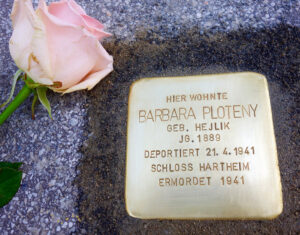 HIER WOHNTE
BARBARA PLOTENY
GEB. HEJLIK
JG. 1889
DEPORTIERT 21. 4. 1941
SCHLOSS HARTHEIM
ERMORDET 1941